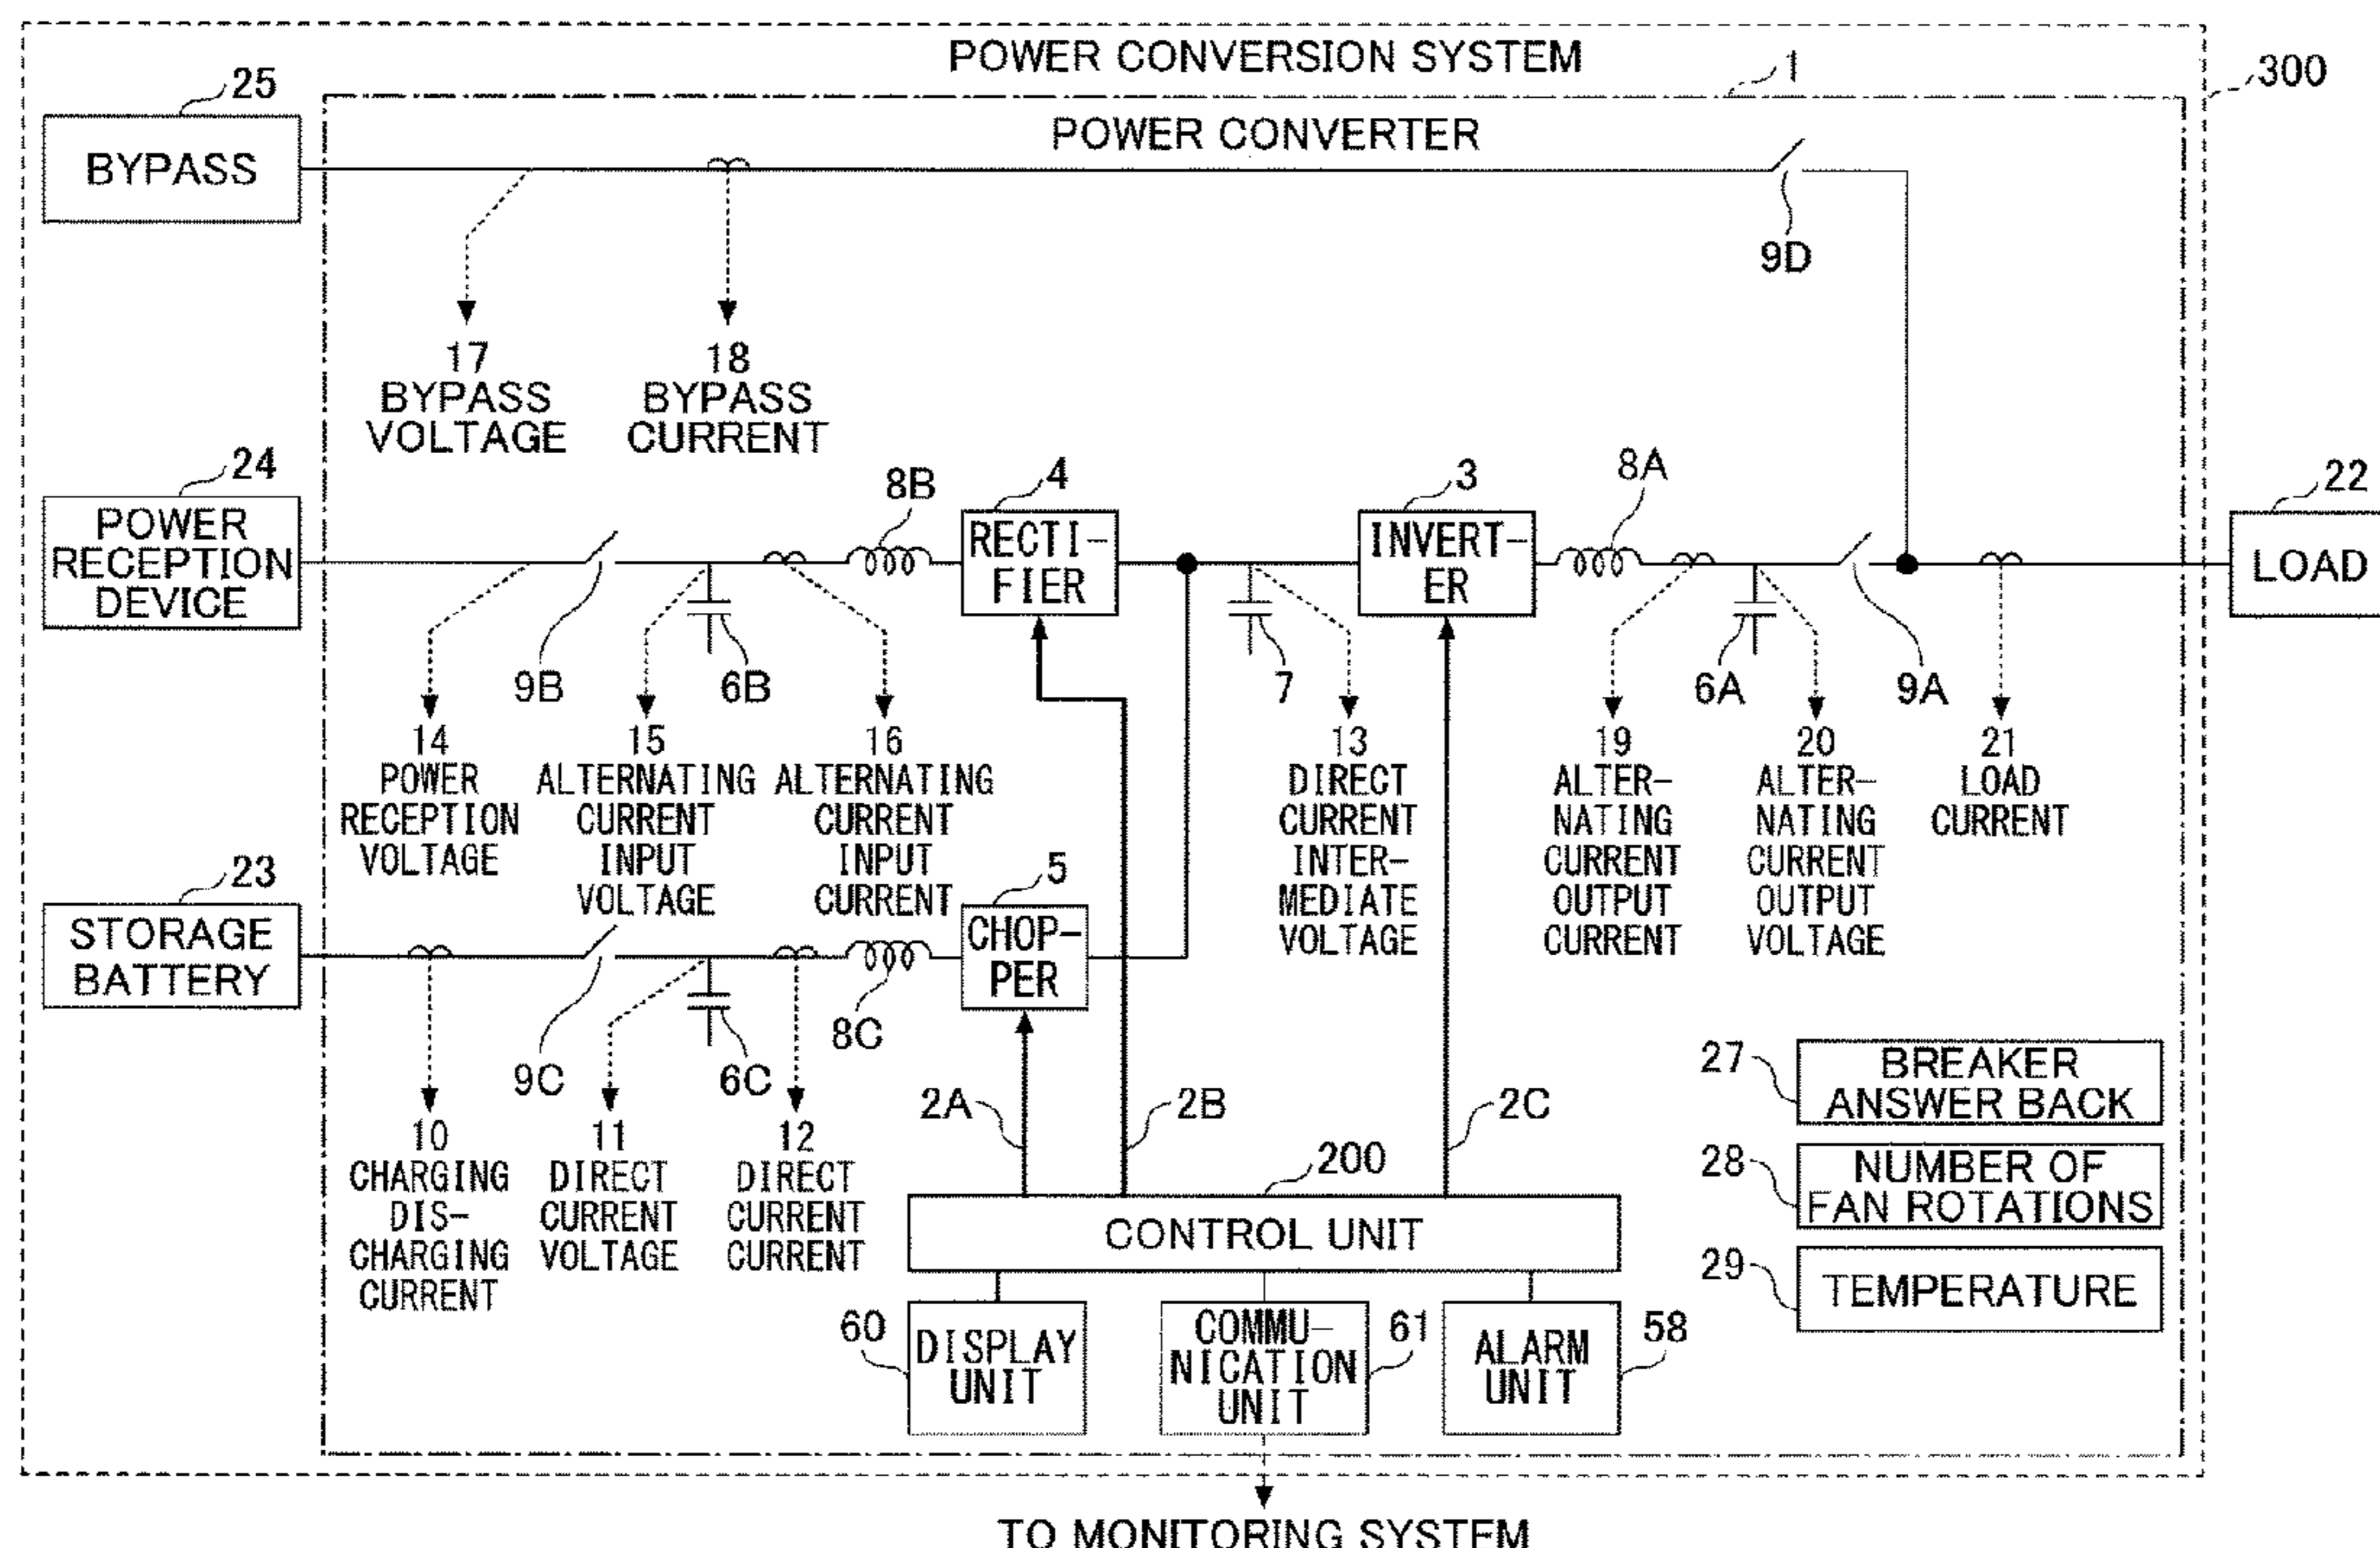 POWER CONVERSION SYSTEM
1
300
25
BYPASS
POWER CONVERTER
9D
17
BYPASS
VOLTAGE
18
BYPASS
CURRENT
24
POWER
RECEPTION
DEVICE
8B
4
RECTI-
FIER
3
INVERT-
ER
8A
22
LOAD
9B
6B
7
6A
9A
14
POWER
RECEPTION
VOLTAGE
15
ALTERNATING
CURRENT
INPUT
VOLTAGE
16
ALTERNATING
CURRENT
INPUT
CURRENT
13
DIRECT
CURRENT
INTER-
MEDIATE
VOLTAGE
19
ALTER-
NATING
CURRENT
OUTPUT
CURRENT
20
ALTER-
NATING
CURRENT
OUTPUT
VOLTAGE
21
LOAD
CURRENT
23
STORAGE
BATTERY
5
CHOP-
PER
9C
6C
8C
10
CHARGING
DIS-
CHARGING
CURRENT
11
DIRECT
CURRENT
VOLTAGE
12
DIRECT
CURRENT
CURRENT
2A
2B
2C
200
CONTROL UNIT
27
BREAKER
ANSWER BACK
28
NUMBER OF
FAN ROTATIONS
29
TEMPERATURE
60
DISPLAY
UNIT
COMMU-
NICATION
UNIT
61
ALARM
UNIT
58
TO MONITORING SYSTEM